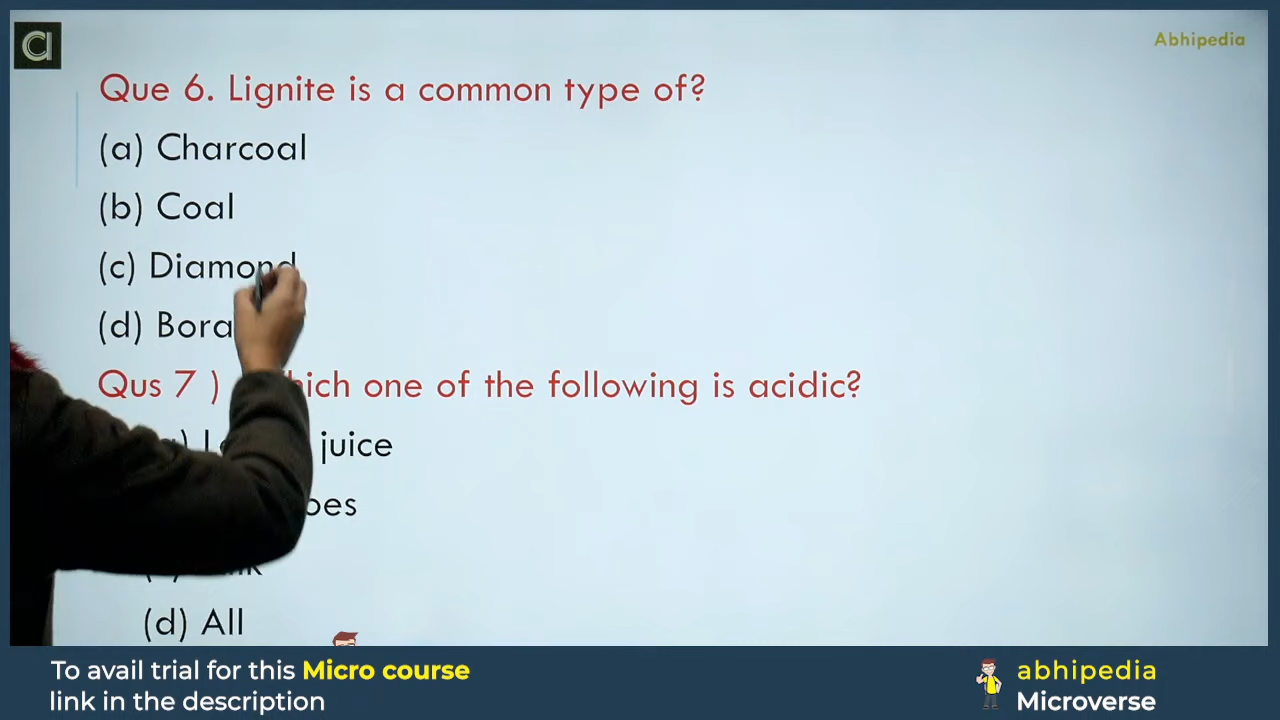 a
Abhipedia
Que 6. Lignite is a common type of?
(a) Charcoal
(b) Coal
(c) Diamond
(d) Bora
Qus 7 ) hich one of the following is acidic?
juice
(d) All
To avail trial for this Micro course
link in the description
abhipedia
Microverse